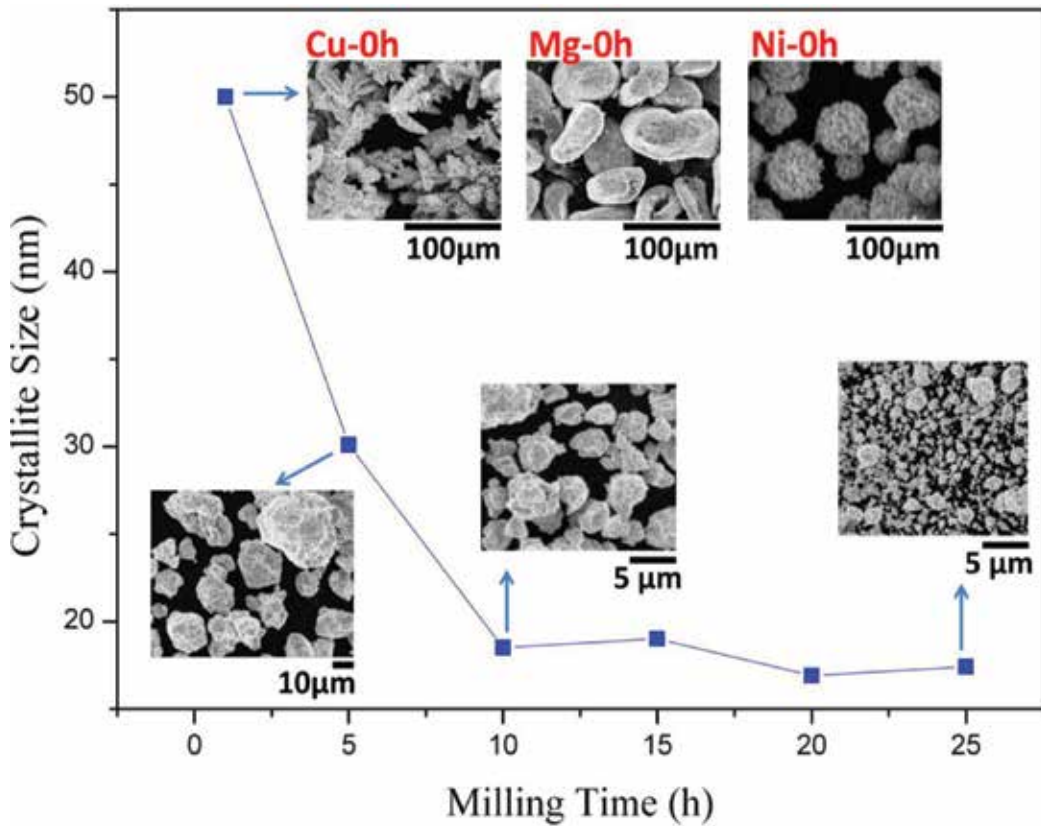 Cu-0h Mg-0h Ni-0h
50
100μm 100μm 100μm
40
Crystallite Size (nm)
30
5 μm 5 μm
20
10μm
0 5 10 15 20 25
Milling Time (h)